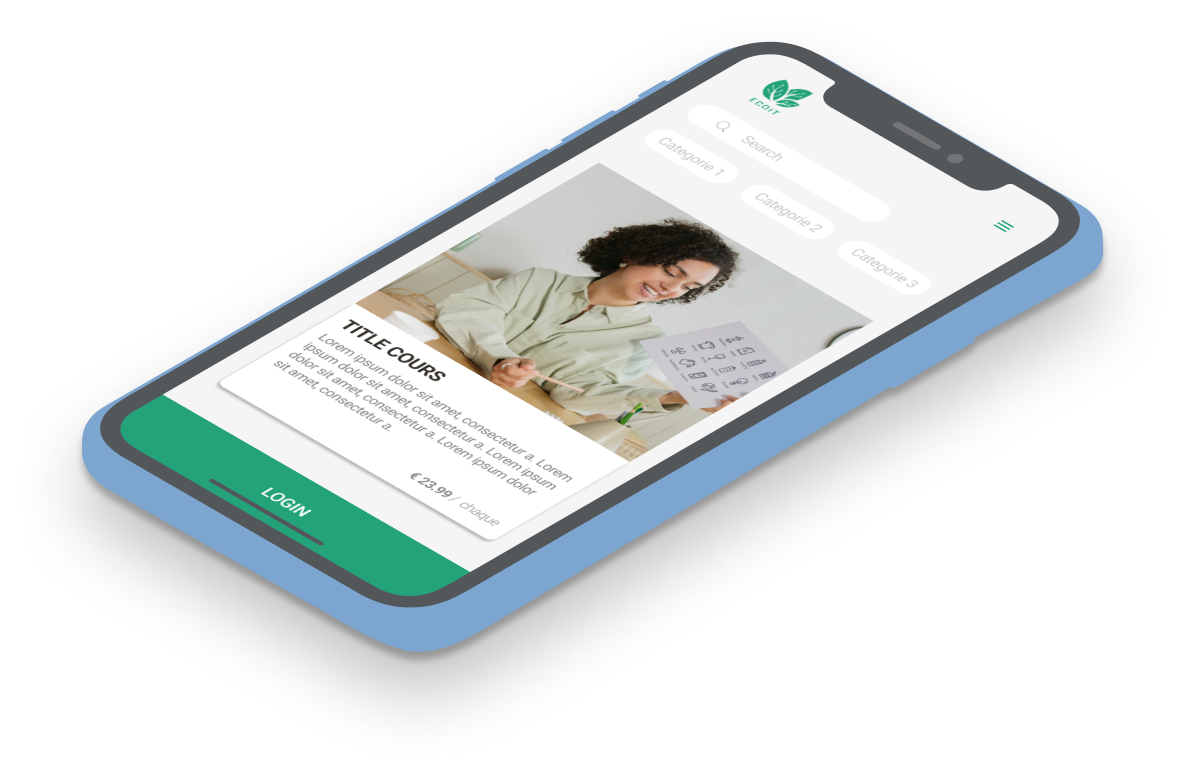 ECOIT
Search
Categorie 1
Categorie 2
Categorie 3
TITLE COURS
Lorem ipsum dolor sit amet, consectetur a. Lorem
ipsum dolor sit amet, consectetur a. Lorem ipsum
dolor sit amet, consectetur a. Lorem ipsum dolor
sit amet, consectetur a.
€ 23.99 / chaque
LOGIN